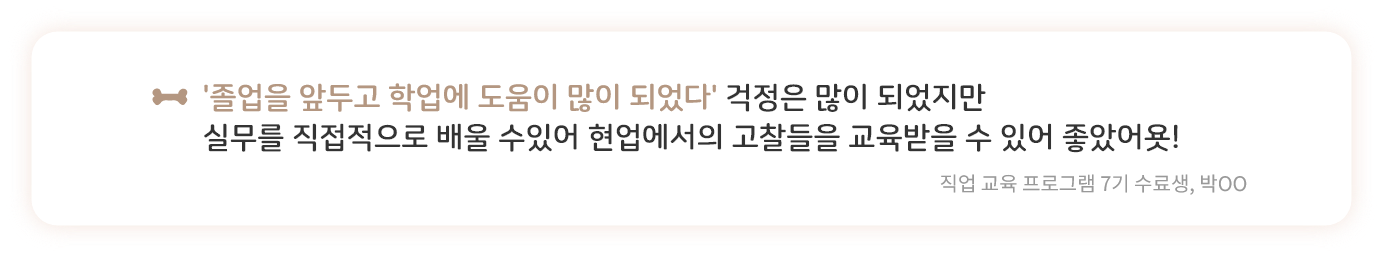 '졸업을 앞두고 학업에 도움이 많이 되었다' 걱정은 많이 되었지만
실무를 직접적으로 배울 수있어 현업에서의 고찰들을 교육받을 수 있어 좋았어욧!
직업 교육 프로그램 7기 수료생, 박OO